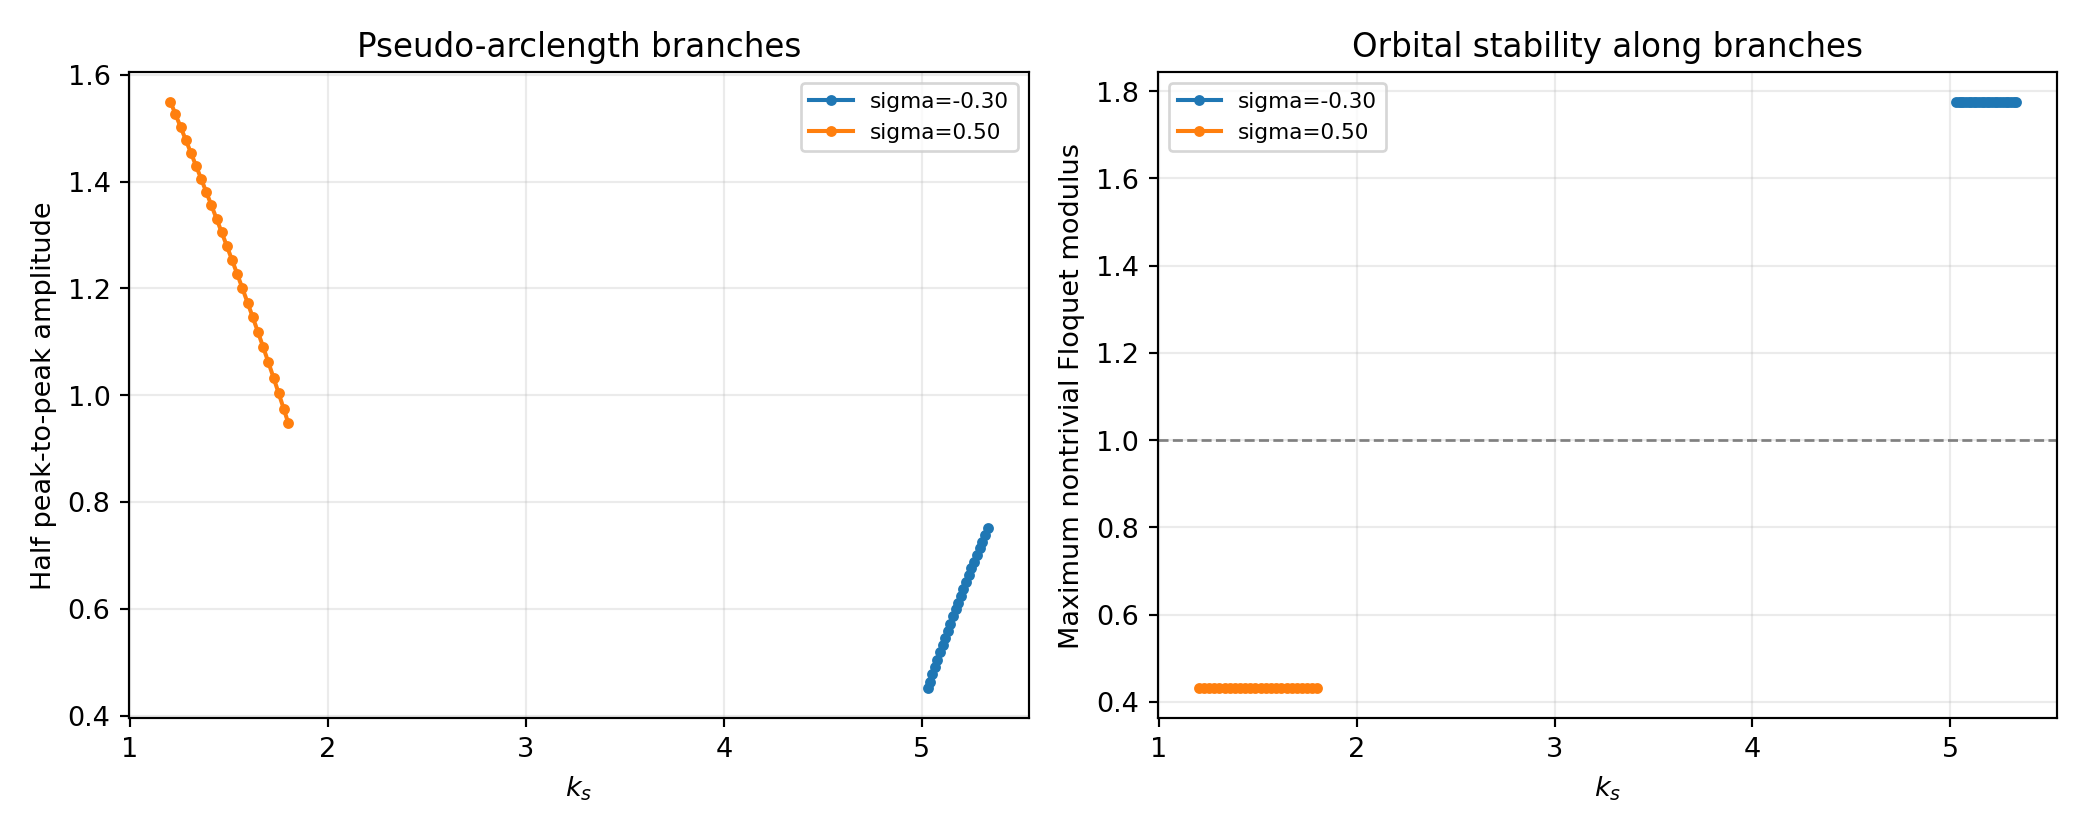 Pseudo-arclength branches
Half peak-to-peak amplitude
1.6
1.4
1.2
1.0
0.8
0.6
0.4
sigma=-0.30
sigma=0.50
1 2 3 4 5
k_s
Orbital stability along branches
Maximum nontrivial Floquet modulus
1.8
1.6
1.4
1.2
1.0
0.8
0.6
0.4
sigma=-0.30
sigma=0.50
1 2 3 4 5
k_s